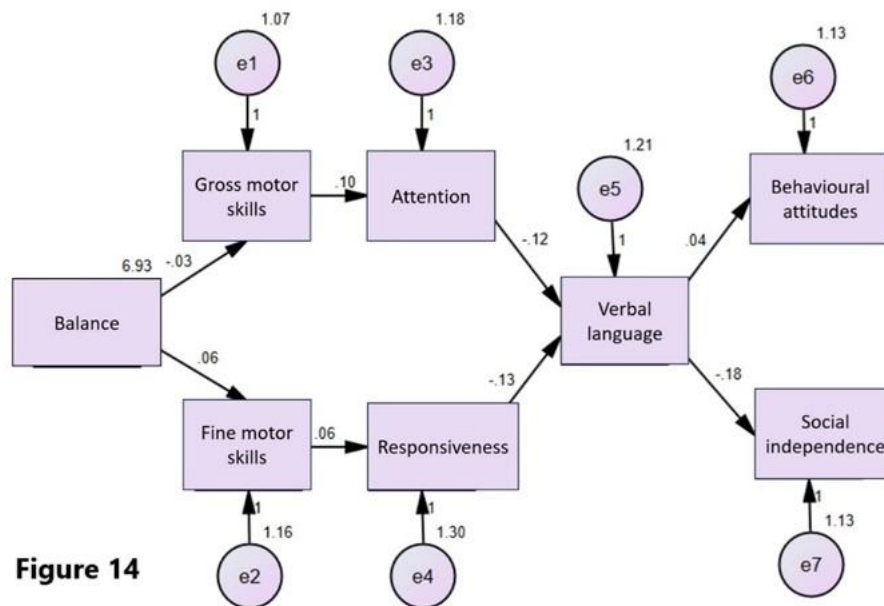 1.07
e1
1
1.18
e3
1
1.13
e6
1
1.21
e5
1
Gross motor
skills
.10
Attention
Behavioural
attitudes
-.12
.04
6.93
-.03
Balance
Verbal
language
.06
-.13
-.18
Fine motor
skills
.06
Responsiveness
Social
independence
1
1.16
e2
1
1.30
e4
1
1.13
e7
Figure 14